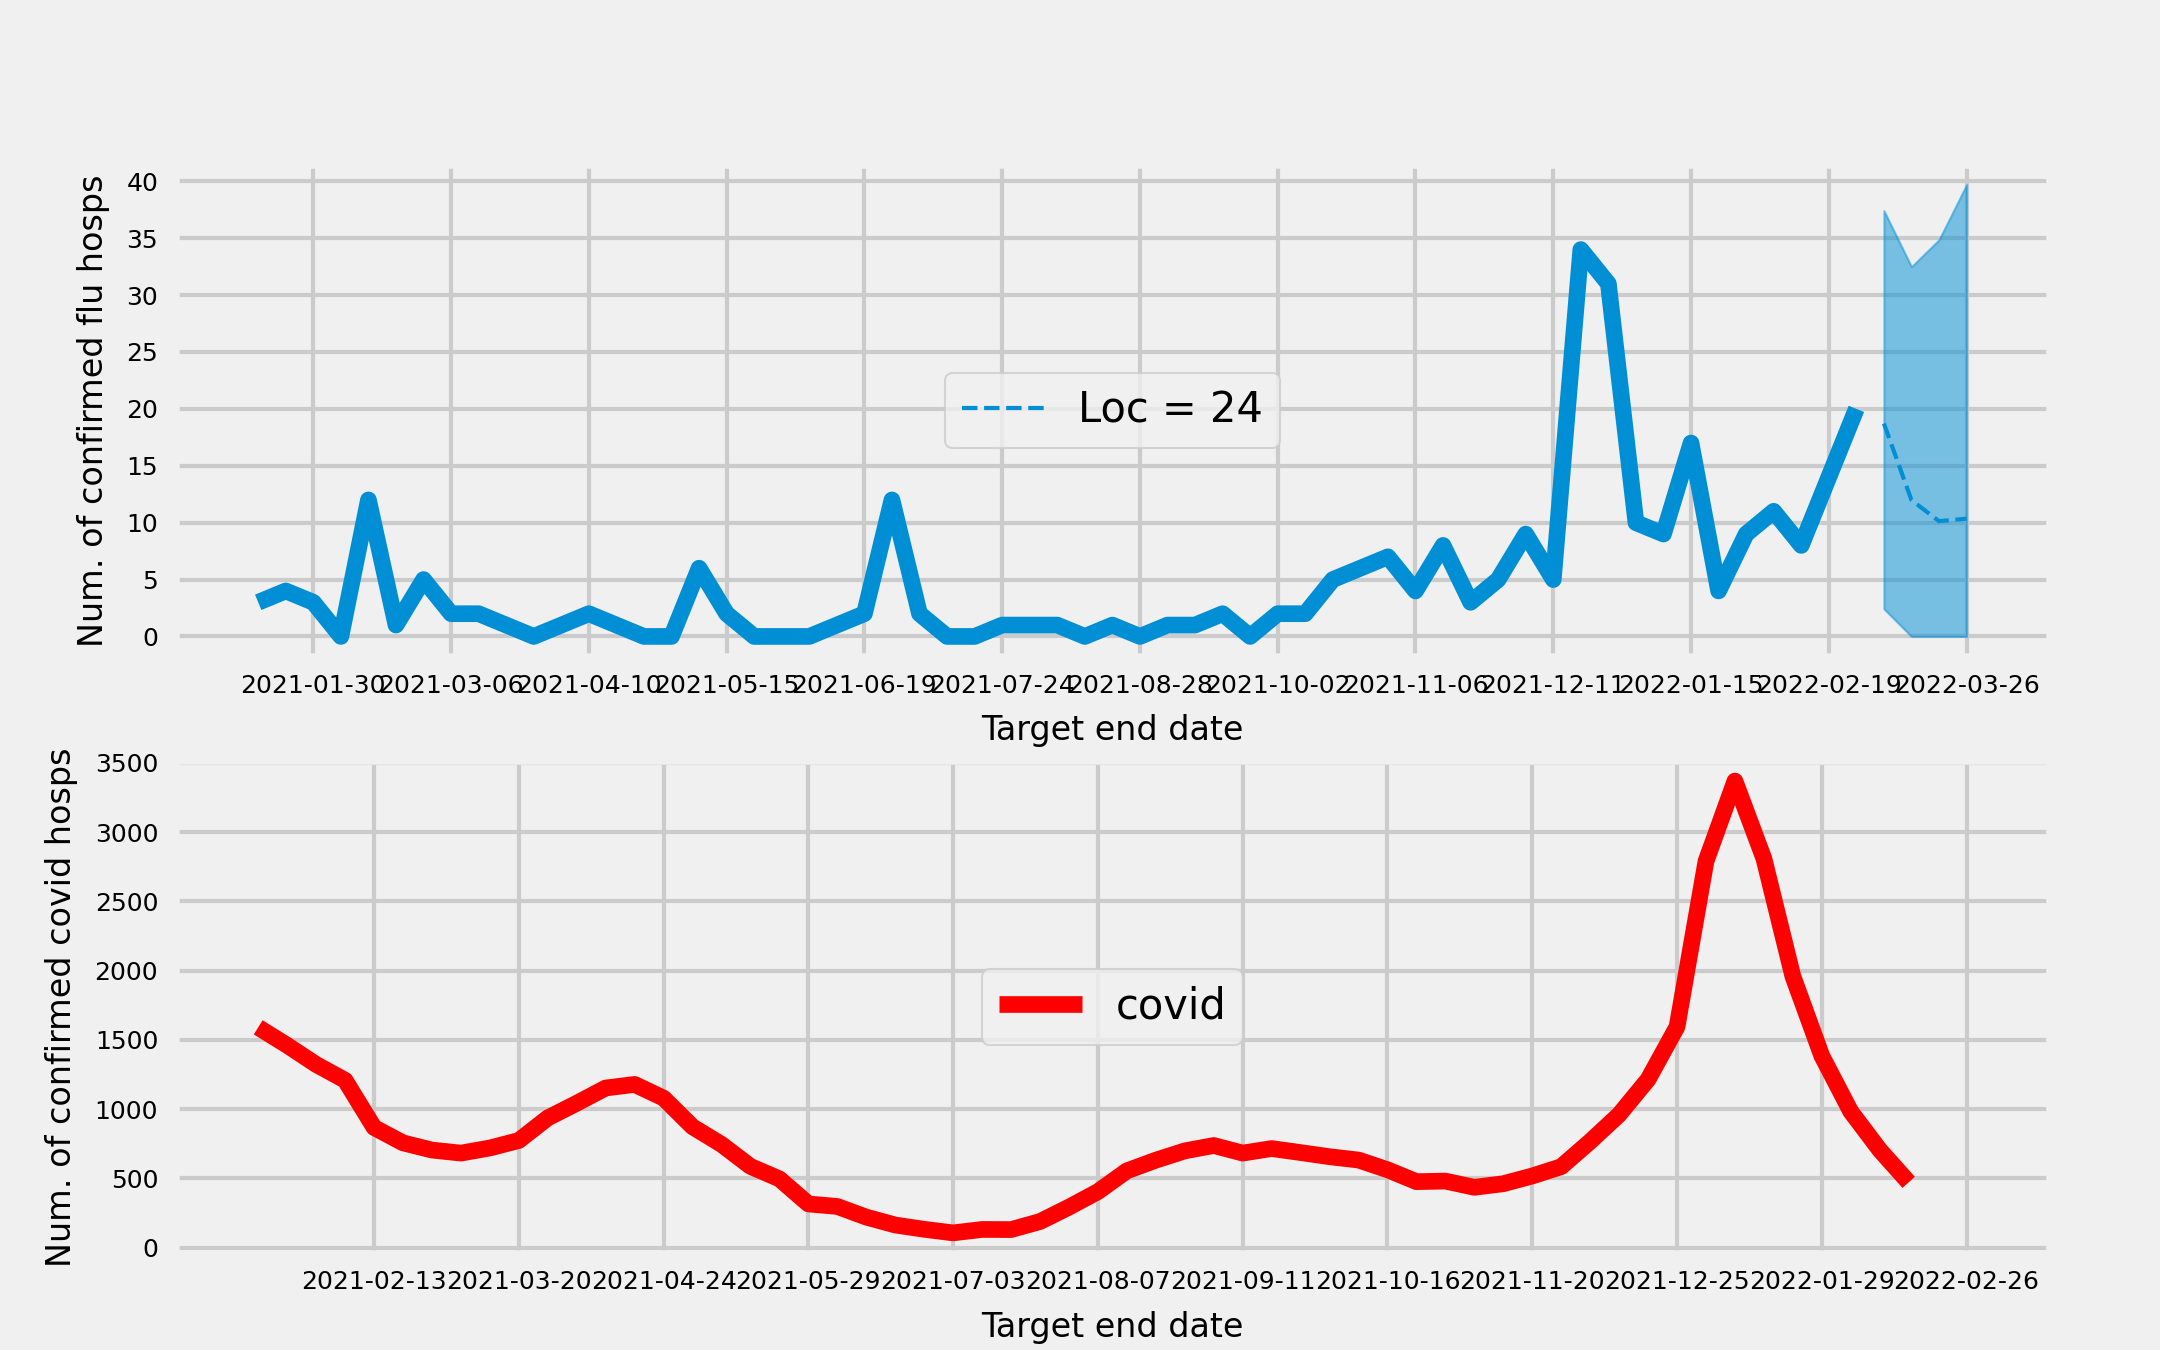 Num. of confirmed flu hosps
40
35
30
25
20
15
10
5
0
Loc = 24
2021-01-30 2021-03-06 2021-04-10 2021-05-15 2021-06-19 2021-07-24 2021-08-28 2021-10-02 2021-11-06 2021-12-11 2022-01-15 2022-02-19 2022-03-26
Target end date
Num. of confirmed covid hosps
3500
3000
2500
2000
1500
1000
500
0
covid
2021-02-13 2021-03-20 2021-04-24 2021-05-29 2021-07-03 2021-08-07 2021-09-11 2021-10-16 2021-11-20 2021-12-25 2022-01-29 2022-02-26
Target end date